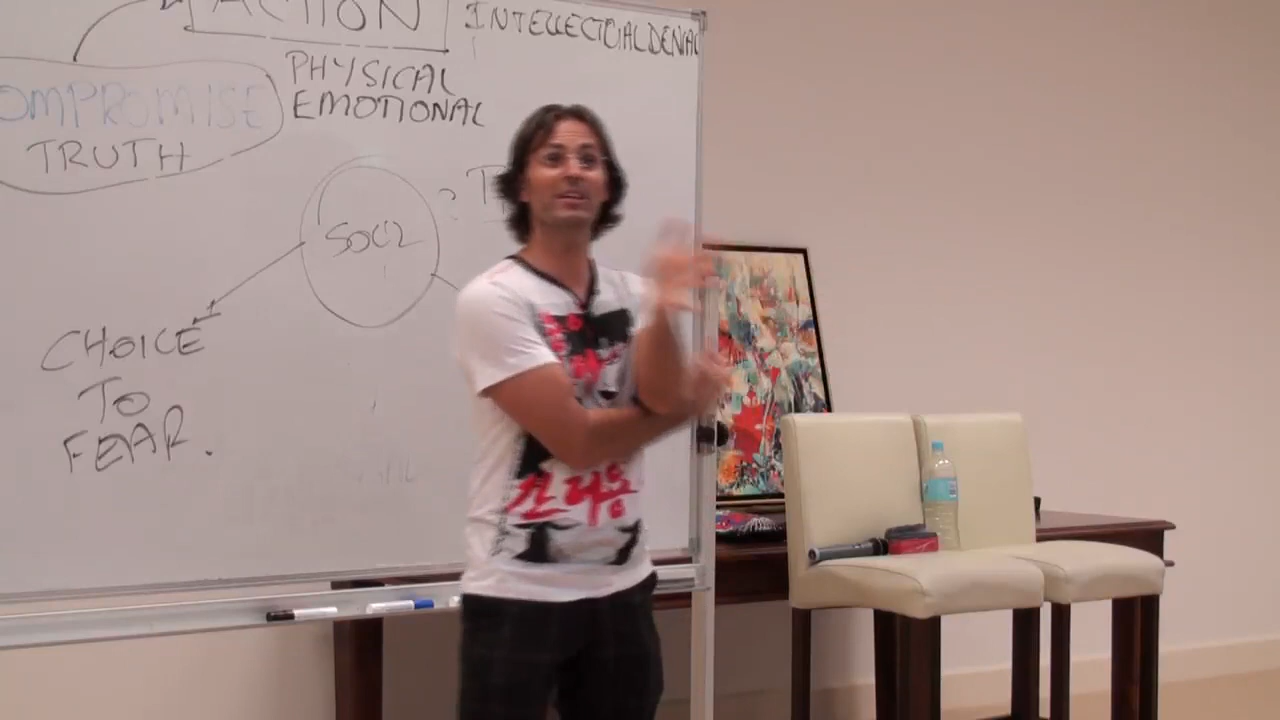 ACTION
INTELLECTUAL DENIAL
PHYSICAL
EMOTIONAL
OMPROMISE
TRUTH
SOUL
CHOICE
TO
FEAR.